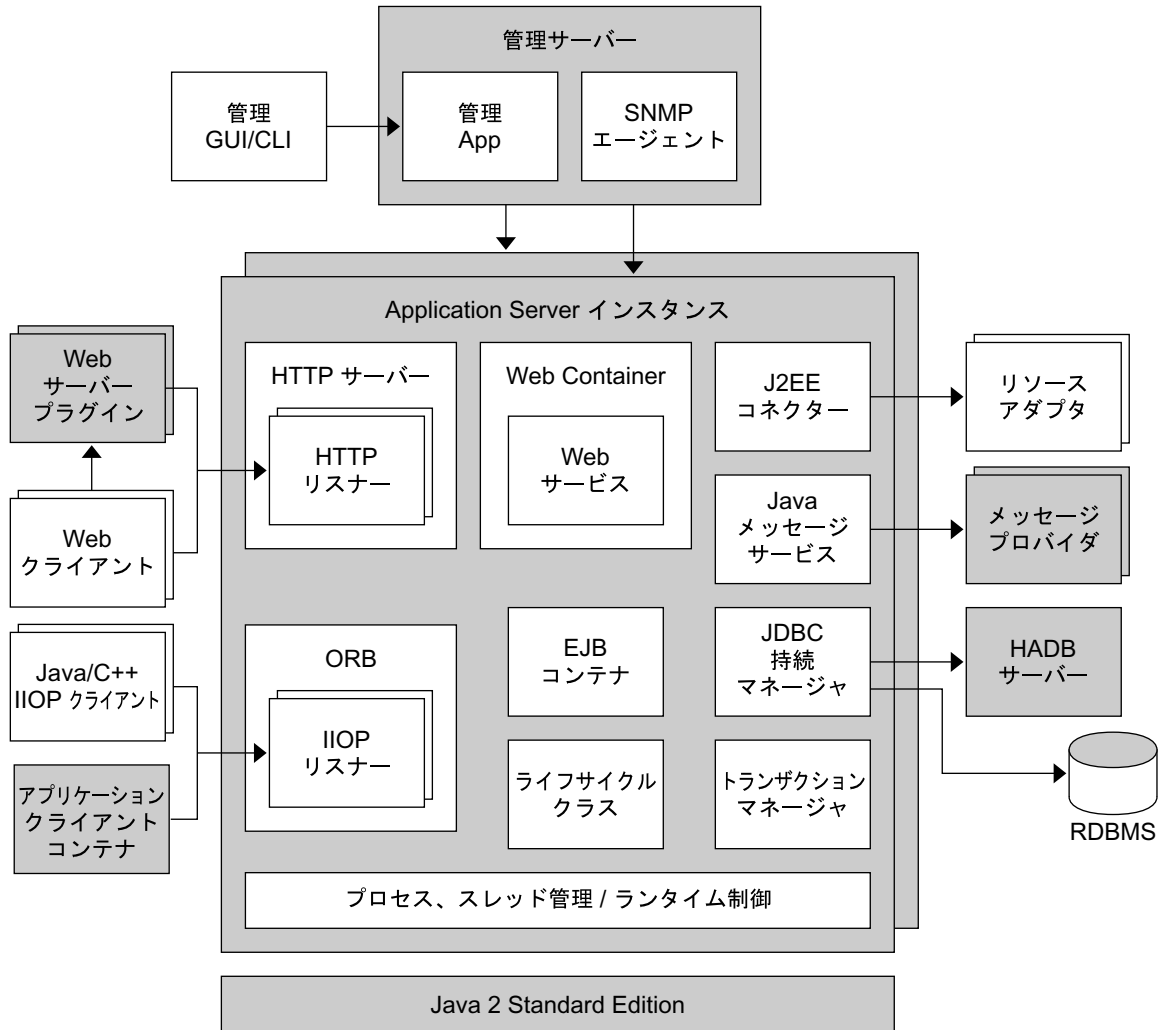 管理サーバー
管理
GUI/CLI
管理
App
SNMP
エージェント
Application Server インスタンス
Web
サーバー
プラグイン
HTTP サーバー
HTTP
リスナー
Web Container
Web
サービス
J2EE
コネクター
リソース
アダプタ
Web
クライアント
Java
メッセージ
サービス
メッセージ
プロバイダ
Java/C++
IIOP クライアント
ORB
IIOP
リスナー
EJB
コンテナ
JDBC
持続
マネージャ
HADB
サーバー
アプリケーション
クライアント
コンテナ
ライフサイクル
クラス
トランザクション
マネージャ
RDBMS
プロセス、スレッド管理 / ランタイム制御
Java 2 Standard Edition